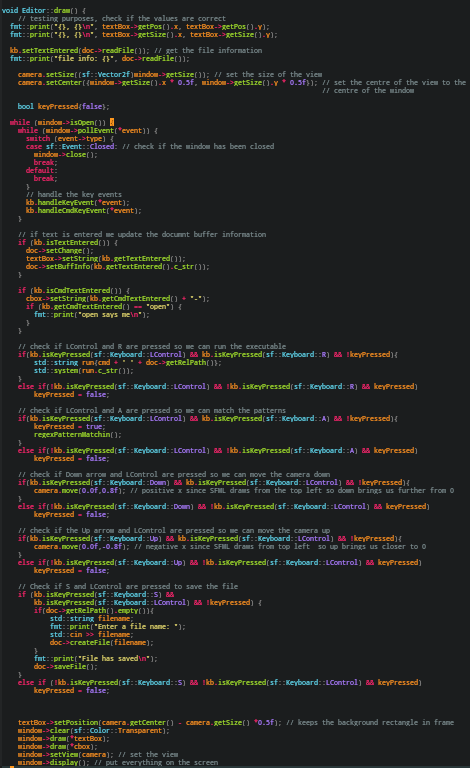 void Editor::draw() {
// testing purposes, check if the values are correct
fmt::print("{}, {}\n", textBox->getPos().x, textBox->getPos().y);
fmt::print("{}, {}\n", textBox->getSize().x, textBox->getSize().y);
kb.setTextEntered(doc->readFile()); // get the file information
fmt::print("file info: {}", doc->readFile());
camera.setSize((sf::Vector2f)window->getSize()); // set the size of the view
camera.setCenter({window->getSize().x * 0.5f, window->getSize().y * 0.5f}); // set the centre of the view to the
// centre of the window
bool keyPressed{false};
while (window->isOpen()) {
while (window->pollEvent(*event)) {
switch (event->type) {
case sf::Event::Closed: // check if the window has been closed
window->close();
break;
default:
break;
}
// handle the key events
kb.handleKeyEvent(*event);
kb.handleCmdKeyEvent(*event);
}
// if text is entered we update the documnt buffer information
if (kb.isTextEntered()) {
doc->setChange();
textBox->setString(kb.getTextEntered());
doc->setBuffInfo(kb.getTextEntered().c_str());
}
if (kb.isCmdTextEntered()) {
cbox->setString(kb.getCmdTextEntered() + "-");
if (kb.getCmdTextEntered() == "open") {
fmt::print("open says me\n");
}
}
// check if LControl and R are pressed so we can run the executable
if(kb.isKeyPressed(sf::Keyboard::LControl) && kb.isKeyPressed(sf::Keyboard::R) && !keyPressed){
std::string run{cmd + " " + doc->getRelPath()};
std::system(run.c_str());
}
else if(!kb.isKeyPressed(sf::Keyboard::LControl) && !kb.isKeyPressed(sf::Keyboard::R) && keyPressed)
keyPressed = false;
// check if LControl and A are pressed so we can match the patterns
if(kb.isKeyPressed(sf::Keyboard::LControl) && kb.isKeyPressed(sf::Keyboard::A) && !keyPressed){
keyPressed = true;
regexPatternMatchin();
}
else if(!kb.isKeyPressed(sf::Keyboard::LControl) && !kb.isKeyPressed(sf::Keyboard::A) && keyPressed)
keyPressed = false;
// check if Down arrow and LControl are pressed so we can move the camera down
if(kb.isKeyPressed(sf::Keyboard::Down) && kb.isKeyPressed(sf::Keyboard::LControl) && !keyPressed){
camera.move(0.0f,0.8f); // positive x since SFML draws from the top left so down brings us further from 0
}
else if(!kb.isKeyPressed(sf::Keyboard::Down) && !kb.isKeyPressed(sf::Keyboard::LControl) && keyPressed)
keyPressed = false;
// check if the Up arrow and LControl are pressed so we can move the camera up
if(kb.isKeyPressed(sf::Keyboard::Up) && kb.isKeyPressed(sf::Keyboard::LControl) && !keyPressed){
camera.move(0.0f,-0.8f); // negative x since SFML draws from top left so up brings us closer to 0
}
else if(!kb.isKeyPressed(sf::Keyboard::Up) && !kb.isKeyPressed(sf::Keyboard::LControl) && keyPressed)
keyPressed = false;
// Check if S and LControl are pressed to save the file
if (kb.isKeyPressed(sf::Keyboard::S) &&
kb.isKeyPressed(sf::Keyboard::LControl) && !keyPressed) {
if(doc->getRelPath().empty()){
std::string filename;
fmt::print("Enter a file name: ");
std::cin >> filename;
doc->createFile(filename);
}
fmt::print("File has saved\n");
doc->saveFile();
}
else if (!kb.isKeyPressed(sf::Keyboard::S) && !kb.isKeyPressed(sf::Keyboard::LControl) && keyPressed)
keyPressed = false;
textBox->setPosition(camera.getCenter() - camera.getSize() *0.5f); // keeps the background rectangle in frame
window->clear(sf::Color::Transparent);
window->draw(*textBox);
window->draw(*cbox);
window->setView(camera); // set the view
window->display(); // put everything on the screen